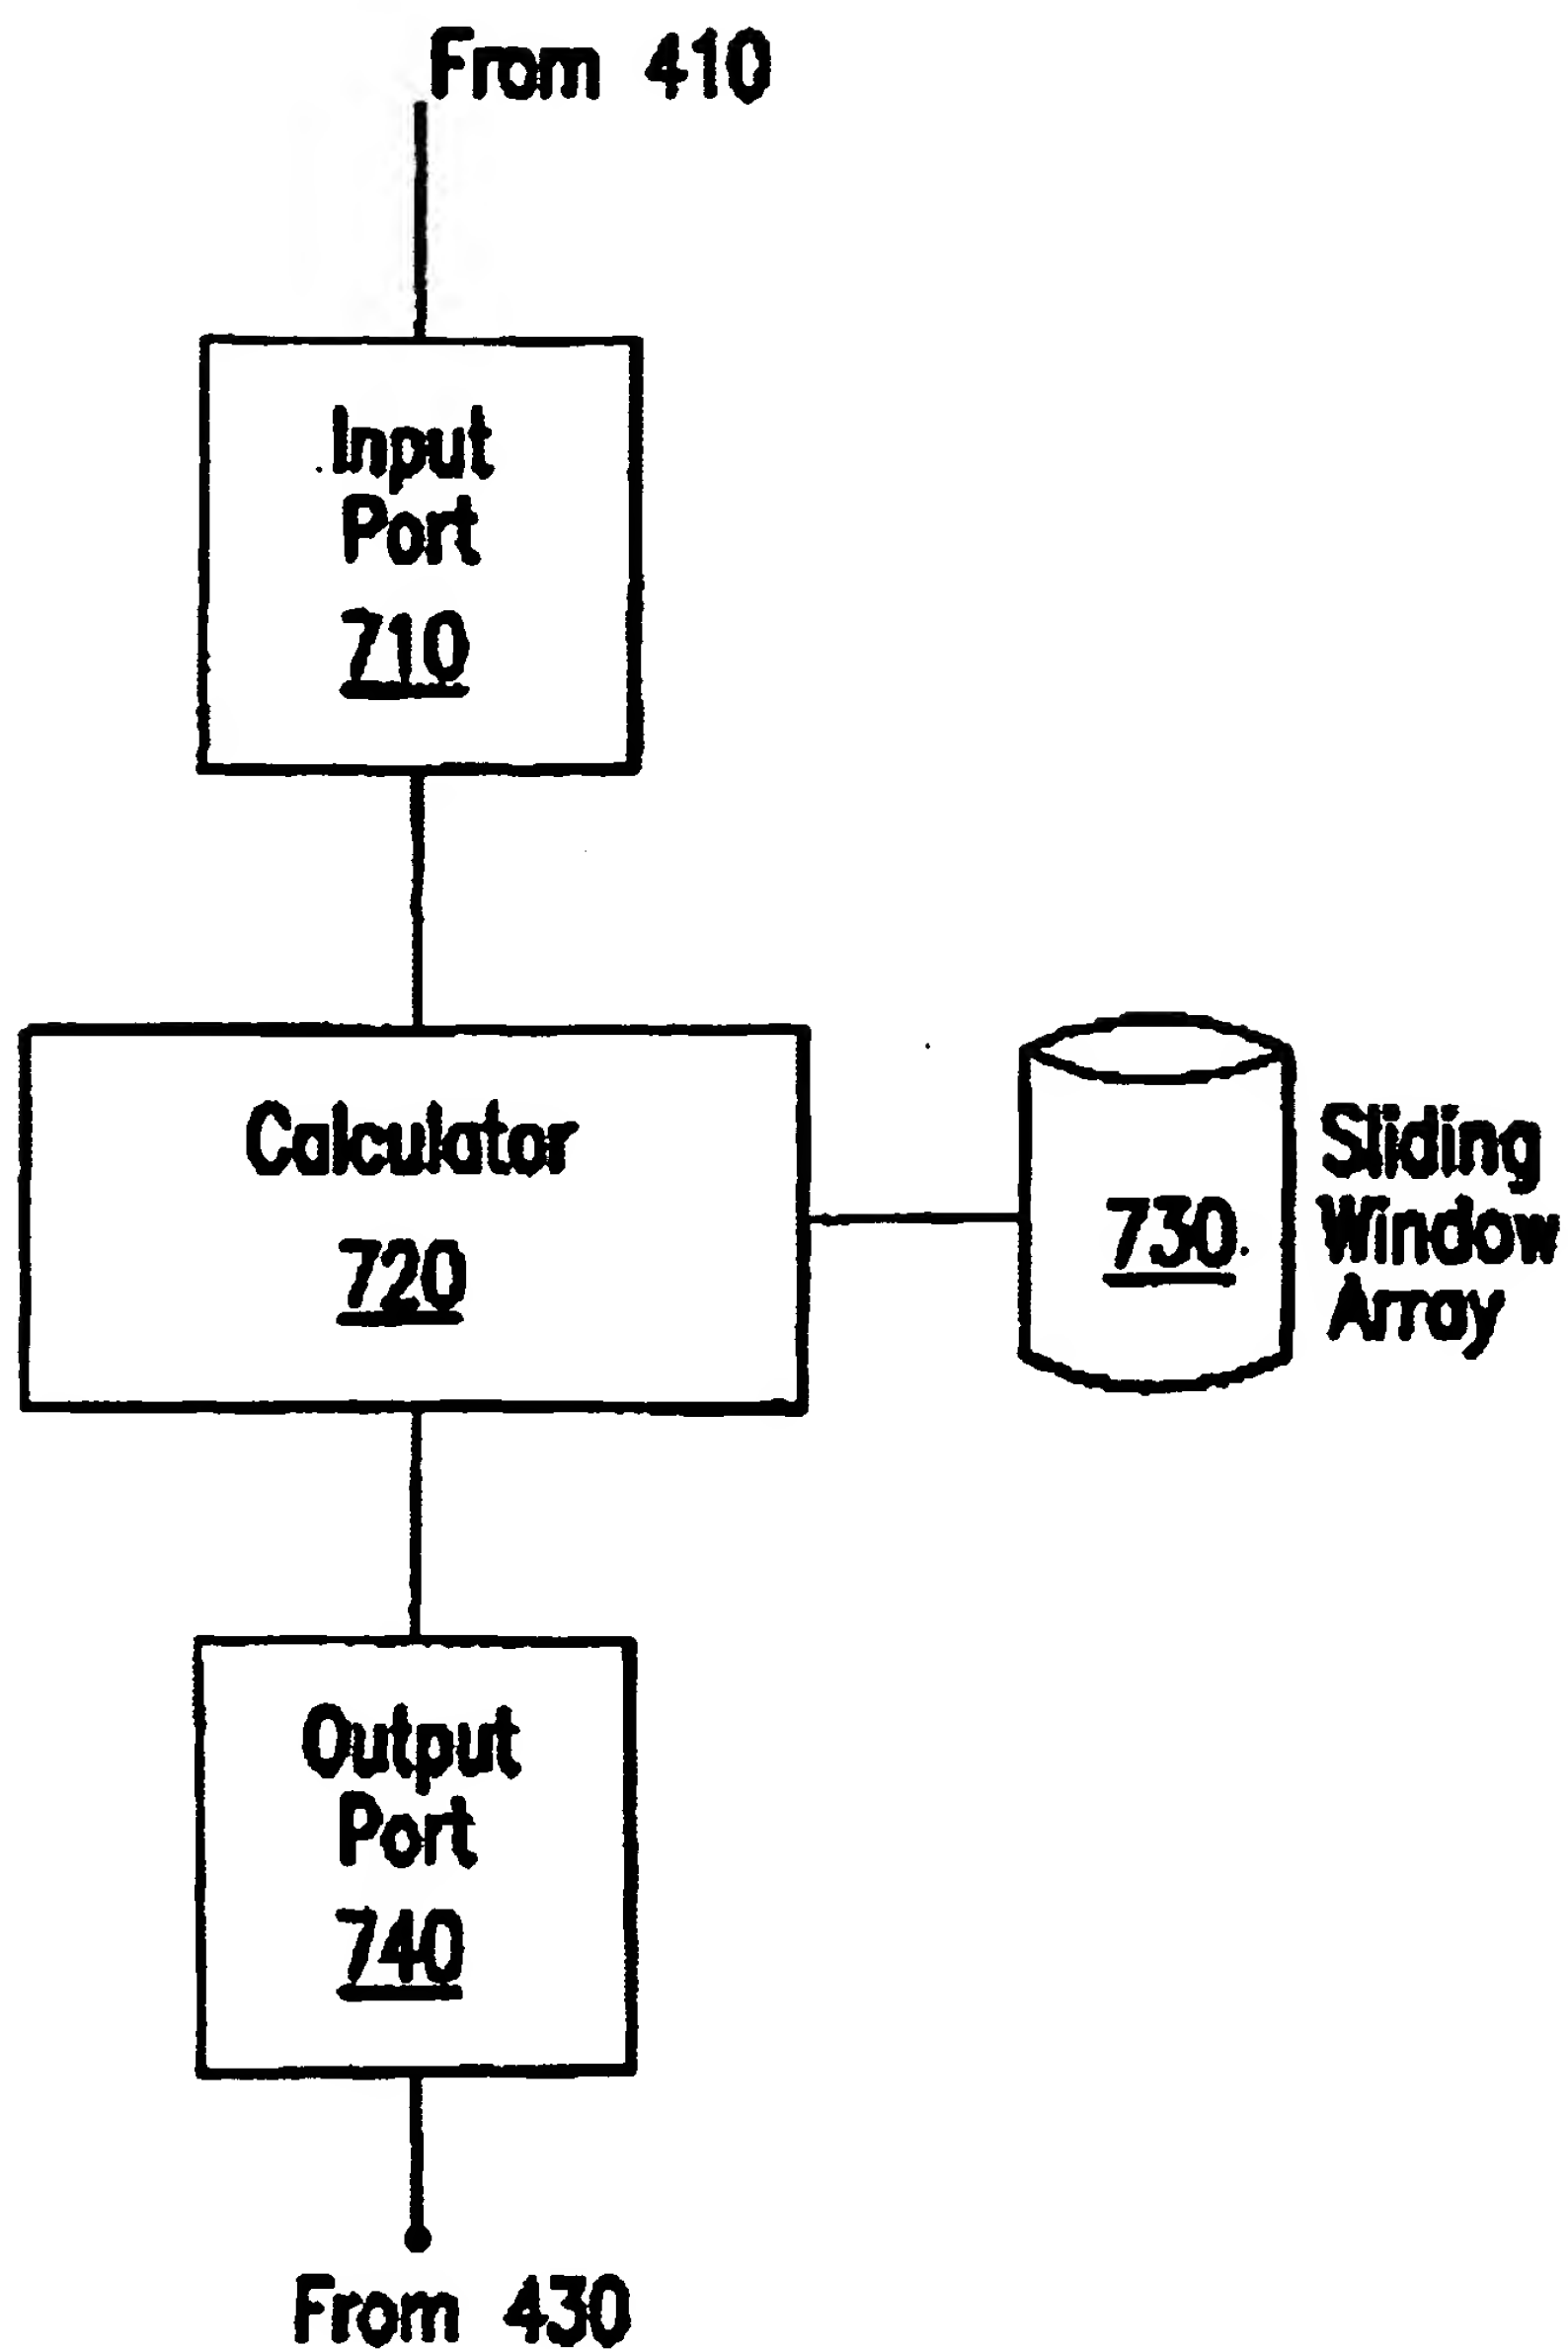 From 410
Input
Port
710
Calculator
720
730
Sliding
Window
Array
Output
Port
740
From 430